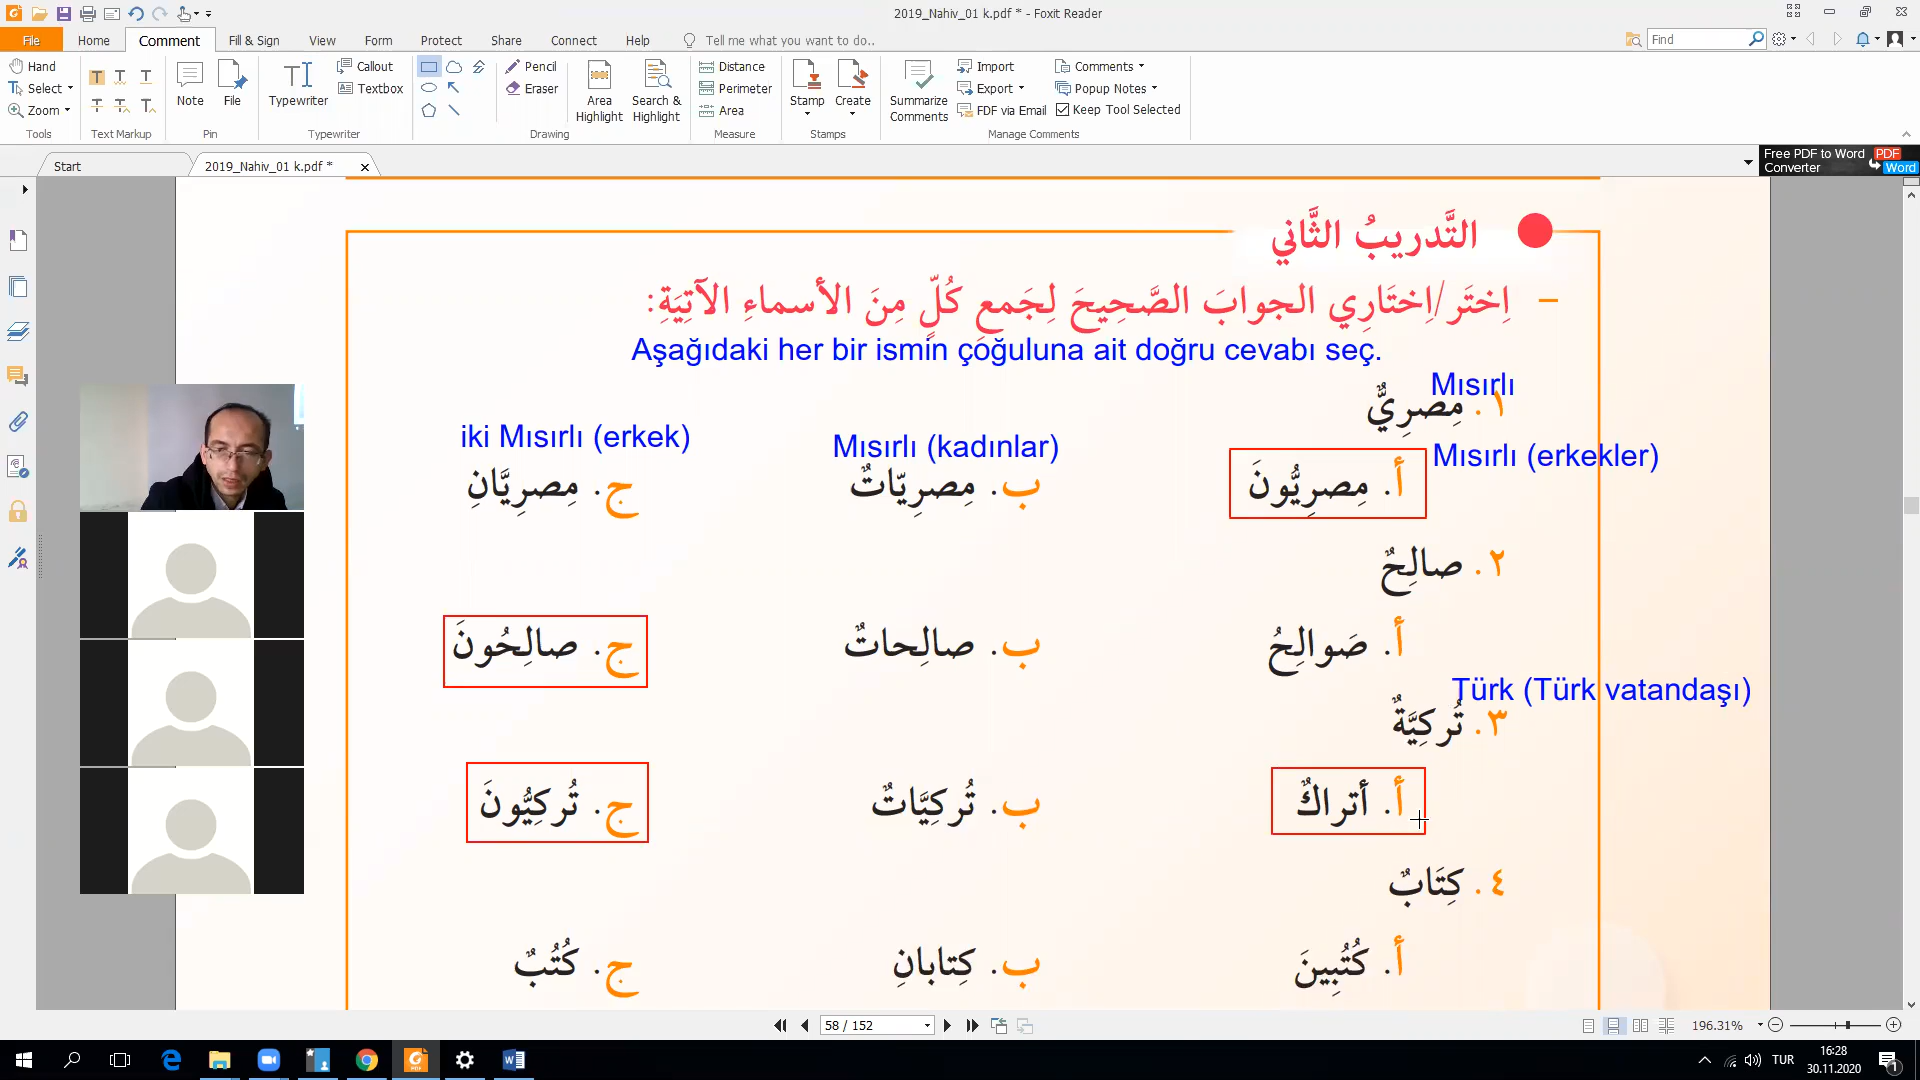 2019_Nahiv_01 k.pdf * - Foxit Reader
File Home Comment Fill & Sign View Form Protect Share Connect Help Tell me what you want to do.. Find
Hand Select Zoom Tools
Text Markup
Note File Pin
Typewriter Callout Textbox Typewriter
Pencil Eraser Area Highlight Search & Highlight Drawing
Distance Perimeter Area Measure
Stamp Create Stamps
Summarize Comments Import Export FDF via Email Comments Popup Notes Keep Tool Selected Manage Comments
Start 2019_Nahiv_01 k.pdf *
Free PDF to Word Converter PDF Word
التَّدريبُ الثَّاني
– اِختَر/اِختَارِي الجوابَ الصَّحِيحَ لِجَمعِ كُلٍّ مِنَ الأسماءِ الآتِيَةِ:
Aşağıdaki her bir ismin çoğuluna ait doğru cevabı seç.
Mısırlı
١. مِصرِيٌّ
Mısırlı (erkekler) Mısırlı (kadınlar) iki Mısırlı (erkek)
أ. مِصرِيُّونَ ب. مِصرِيّاتٌ ج. مِصرِيَّانِ
٢. صالِحٌ
أ. صَوالِحُ ب. صالِحاتٌ ج. صالِحُونَ
Türk (Türk vatandaşı)
٣. تُركِيَّةٌ
أ. أتراكٌ ب. تُركِيَّاتٌ ج. تُركِيُّونَ
٤. كِتَابٌ
أ. كُتُبِينَ ب. كِتابانِ ج. كُتُبٌ
58 / 152 196.31%
TUR 16:28
30.11.2020 1